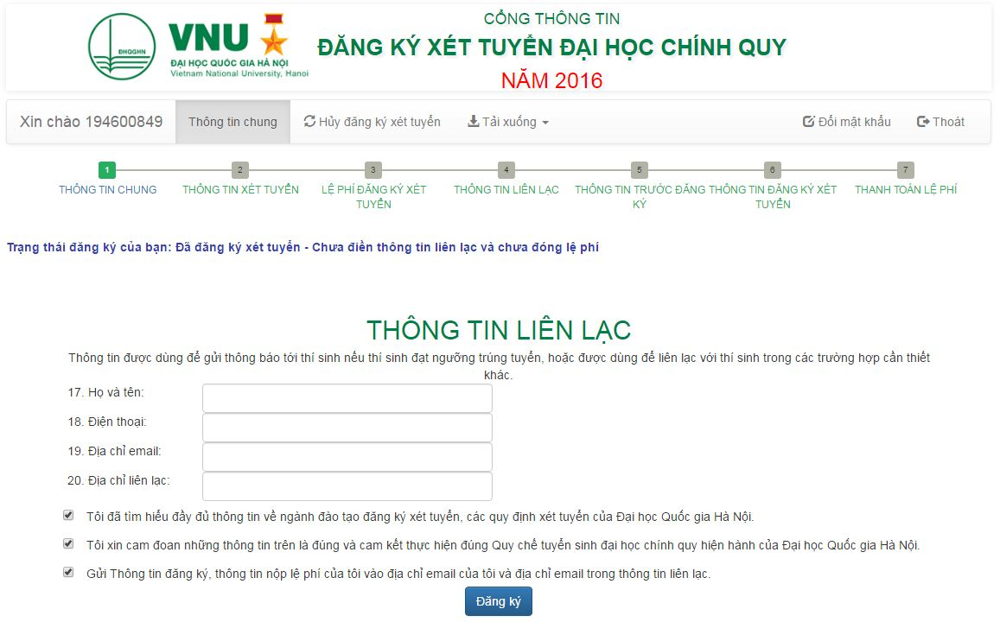 CỔNG THÔNG TIN
ĐHQGHN
VNU
ĐẠI HỌC QUỐC GIA HÀ NỘI
Vietnam National University, Hanoi
ĐĂNG KÝ XÉT TUYỂN ĐẠI HỌC CHÍNH QUY
NĂM 2016
Xin chào 194600849 Thông tin chung Hủy đăng ký xét tuyển Tải xuống Đổi mật khẩu Thoát
1 2 3 4 5 6 7
THÔNG TIN CHUNG THÔNG TIN XÉT TUYỂN LỆ PHÍ ĐĂNG KÝ XÉT THÔNG TIN LIÊN LẠC THÔNG TIN TRƯỚC ĐĂNG THÔNG TIN ĐĂNG KÝ XÉT THANH TOÁN LỆ PHÍ
TUYỂN KÝ TUYỂN
Trạng thái đăng ký của bạn: Đã đăng ký xét tuyển - Chưa điền thông tin liên lạc và chưa đóng lệ phí
THÔNG TIN LIÊN LẠC
Thông tin được dùng để gửi thông báo tới thí sinh nếu thí sinh đạt ngưỡng trúng tuyển, hoặc được dùng để liên lạc với thí sinh trong các trường hợp cần thiết
khác.
17. Họ và tên:
18. Điện thoại:
19. Địa chỉ email:
20. Địa chỉ liên lạc:
Tôi đã tìm hiểu đầy đủ thông tin về ngành đào tạo đăng ký xét tuyển, các quy định xét tuyển của Đại học Quốc gia Hà Nội.
Tôi xin cam đoan những thông tin trên là đúng và cam kết thực hiện đúng Quy chế tuyển sinh đại học chính quy hiện hành của Đại học Quốc gia Hà Nội.
Gửi Thông tin đăng ký, thông tin nộp lệ phí của tôi vào địa chỉ email của tôi và địa chỉ email trong thông tin liên lạc.
Đăng ký